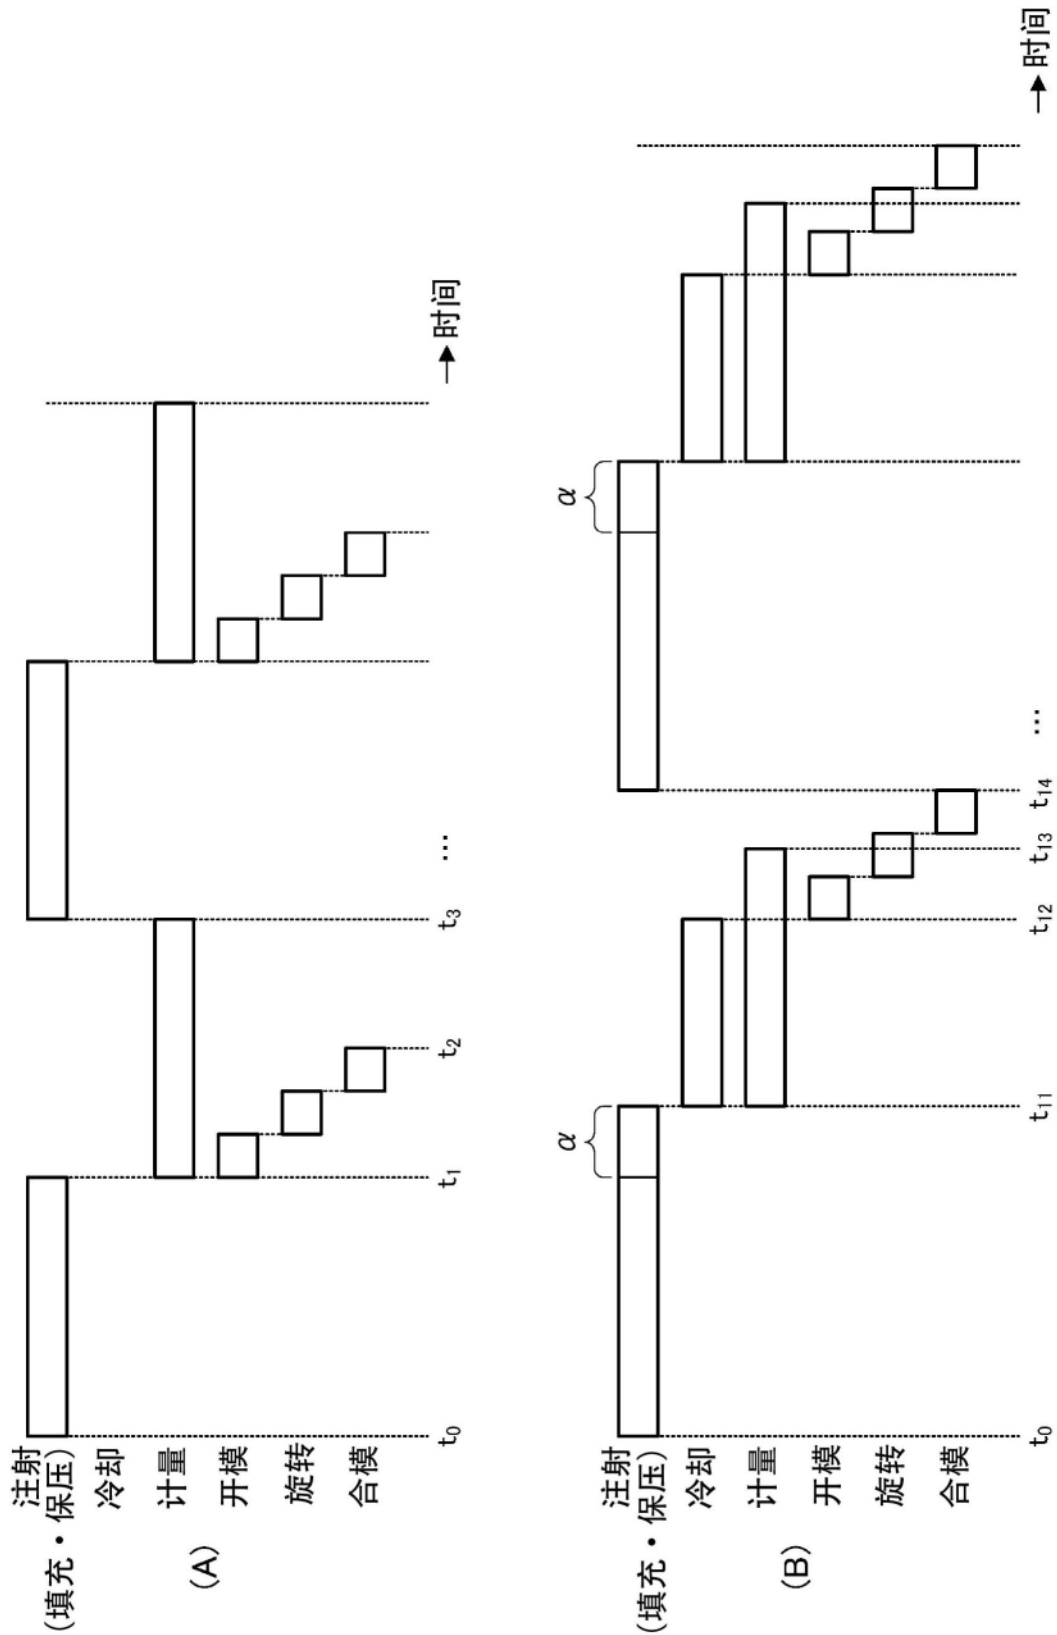 注射
(填充・保压)
冷却
计量
开模
旋转
合模
(A)
t0
t1
t2
t3
…
→时间
注射
(填充・保压)
冷却
计量
开模
旋转
合模
(B)
α
α
t0
t11
t12
t13
t14
…
→时间